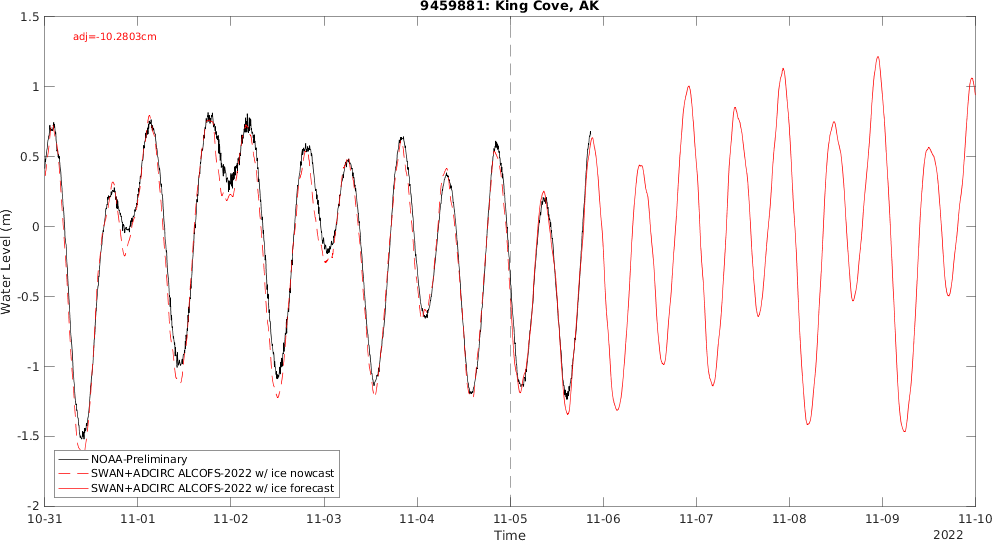 9459881: King Cove, AK
adj=-10.2803cm
1.5
1
0.5
0
-0.5
-1
-1.5
-2
Water Level (m)
NOAA-Preliminary
SWAN+ADCIRC ALCOFS-2022 w/ ice nowcast
SWAN+ADCIRC ALCOFS-2022 w/ ice forecast
10-31 11-01 11-02 11-03 11-04 11-05 11-06 11-07 11-08 11-09 11-10
Time
2022